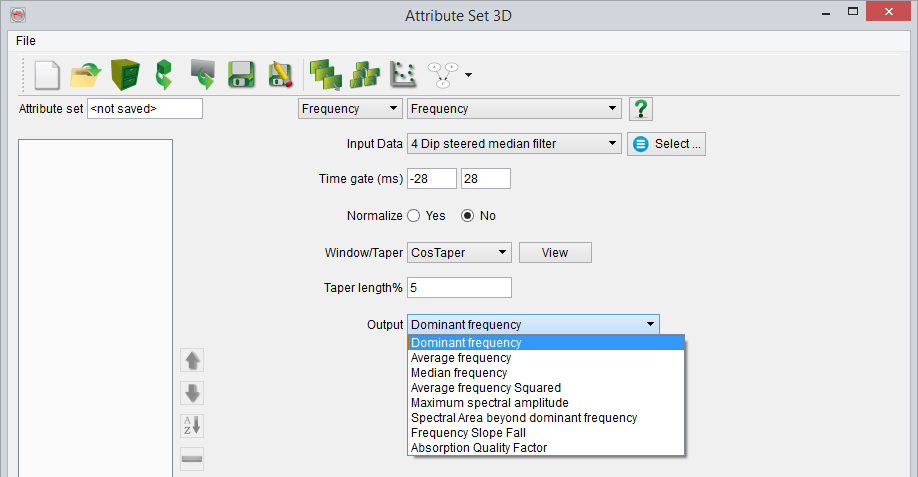 Attribute Set 3D
File
Attribute set <not saved> Frequency Frequency ?
Input Data 4 Dip steered median filter Select ...
Time gate (ms) -28 28
Normalize Yes No
Window/Taper CosTaper View
Taper length% 5
Output Dominant frequency
Dominant frequency
Average frequency
Median frequency
Average frequency Squared
Maximum spectral amplitude
Spectral Area beyond dominant frequency
Frequency Slope Fall
Absorption Quality Factor
A
Z